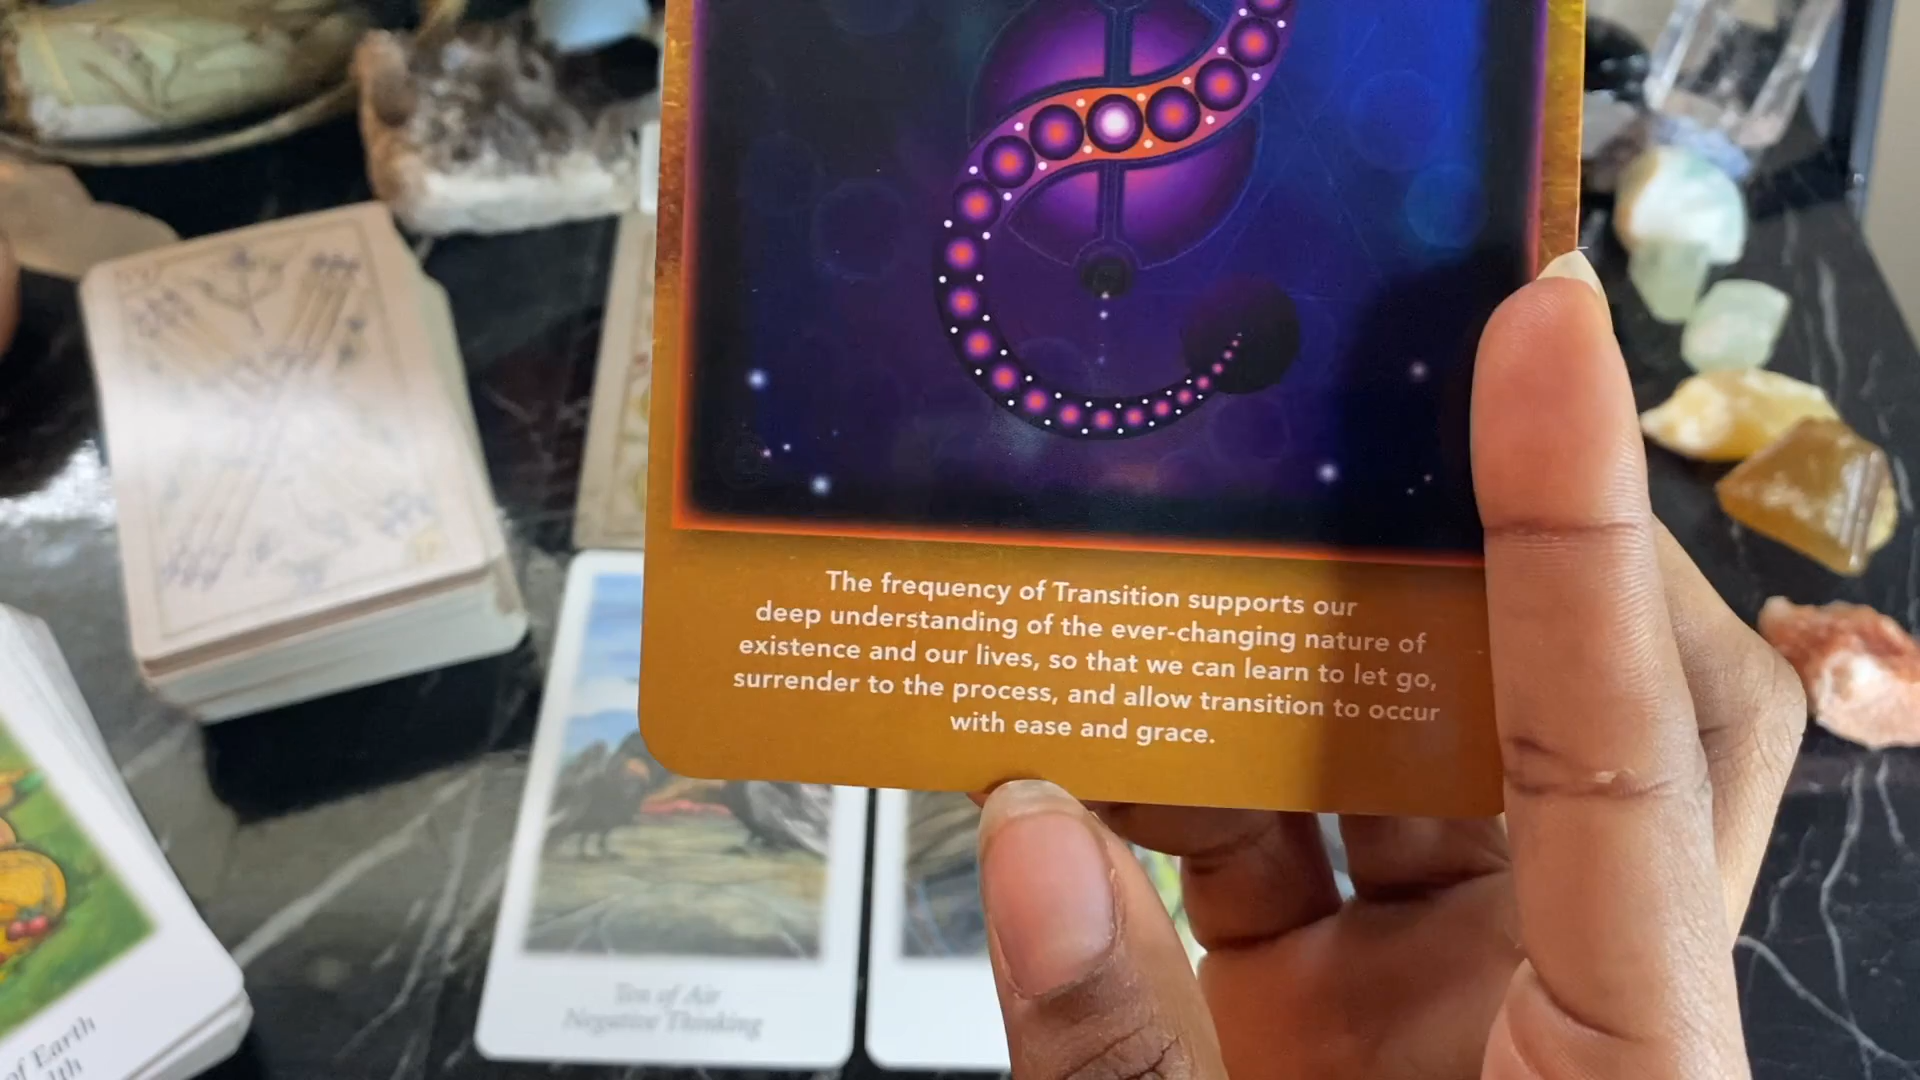 The frequency of Transition supports our
deep understanding of the ever-changing nature of
existence and our lives, so that we can learn to let go,
surrender to the process, and allow transition to occur
with ease and grace.
Ten of Air
Negative Thinking
of Earth